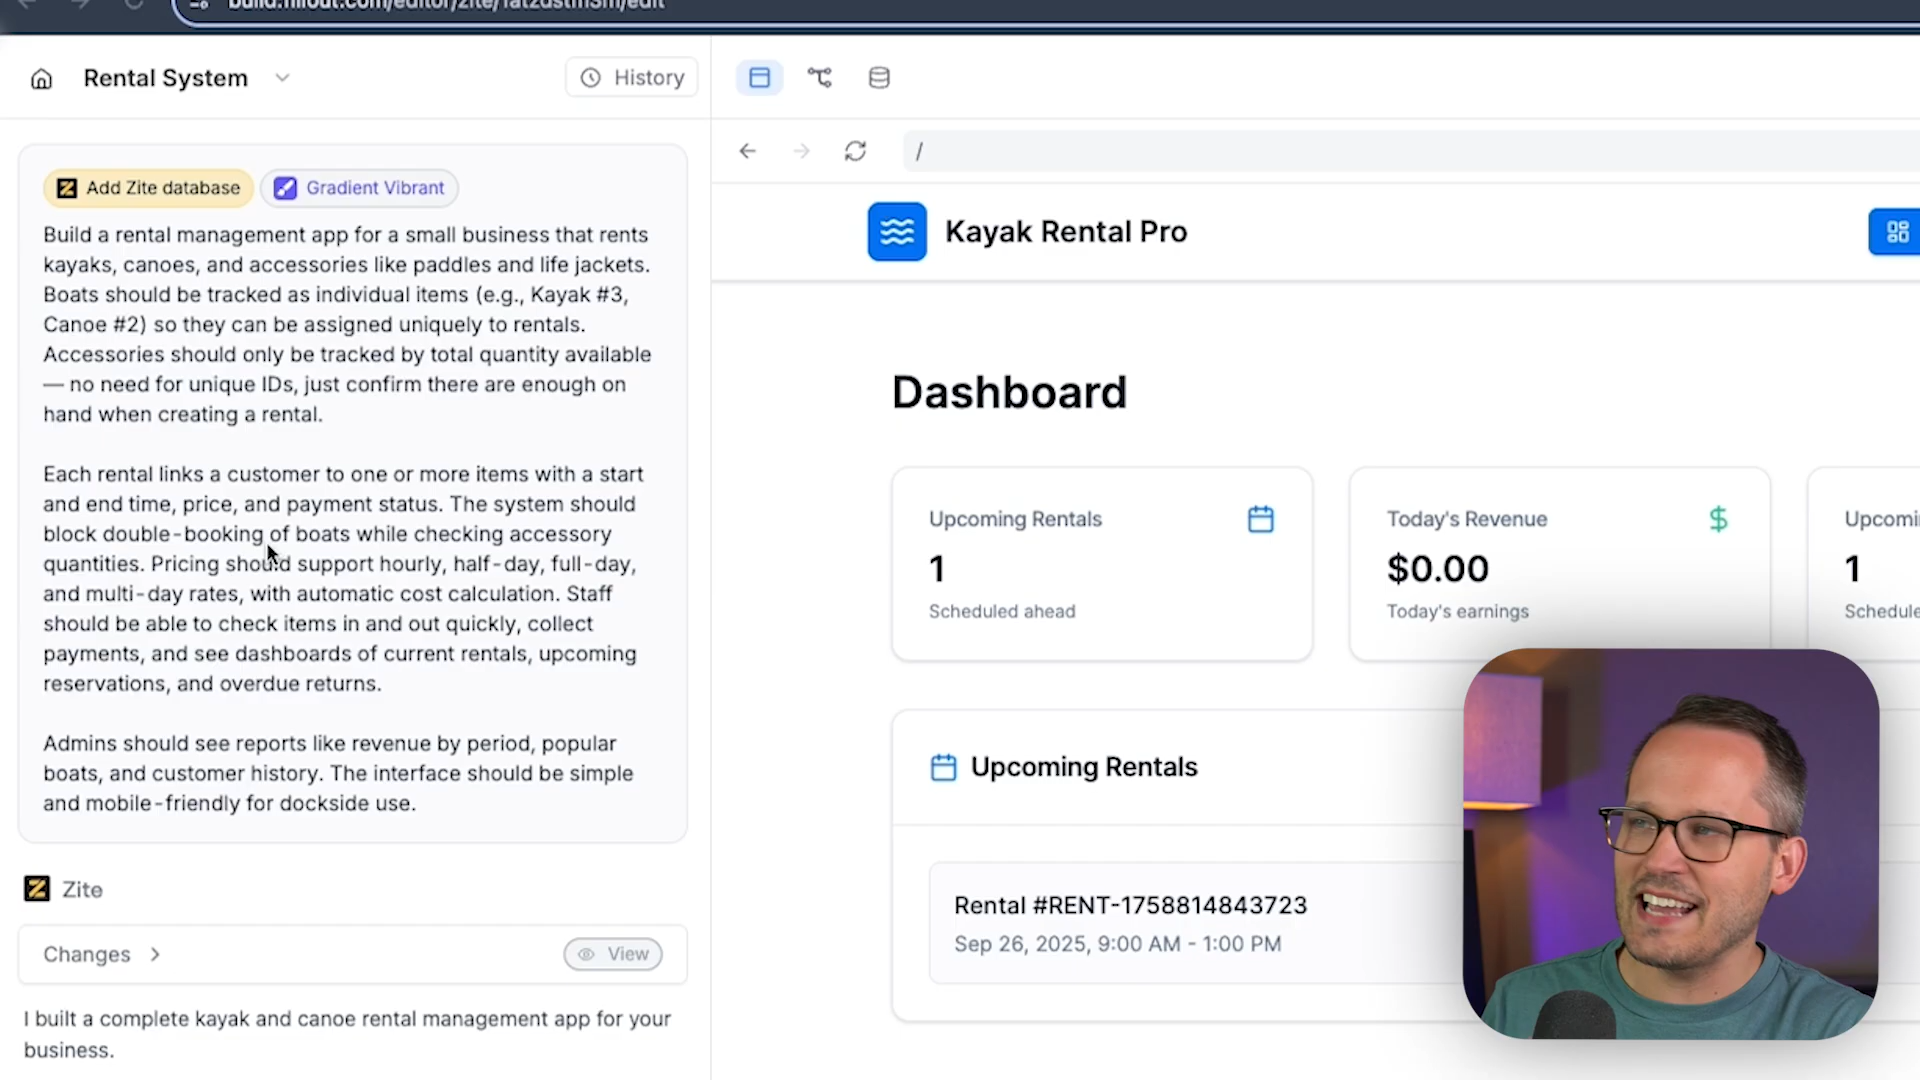 Rental System
History
Add Zite database
Gradient Vibrant
Build a rental management app for a small business that rents
kayaks, canoes, and accessories like paddles and life jackets.
Boats should be tracked as individual items (e.g., Kayak #3,
Canoe #2) so they can be assigned uniquely to rentals.
Accessories should only be tracked by total quantity available
— no need for unique IDs, just confirm there are enough on
hand when creating a rental.
Each rental links a customer to one or more items with a start
and end time, price, and payment status. The system should
block double-booking of boats while checking accessory
quantities. Pricing should support hourly, half-day, full-day,
and multi-day rates, with automatic cost calculation. Staff
should be able to check items in and out quickly, collect
payments, and see dashboards of current rentals, upcoming
reservations, and overdue returns.
Admins should see reports like revenue by period, popular
boats, and customer history. The interface should be simple
and mobile-friendly for dockside use.
Zite
Changes
View
I built a complete kayak and canoe rental management app for your
business.
/
Kayak Rental Pro
Dashboard
Upcoming Rentals
1
Scheduled ahead
Today's Revenue
$0.00
Today's earnings
Upcomi
1
Schedule
Upcoming Rentals
Rental #RENT-1758814843723
Sep 26, 2025, 9:00 AM - 1:00 PM